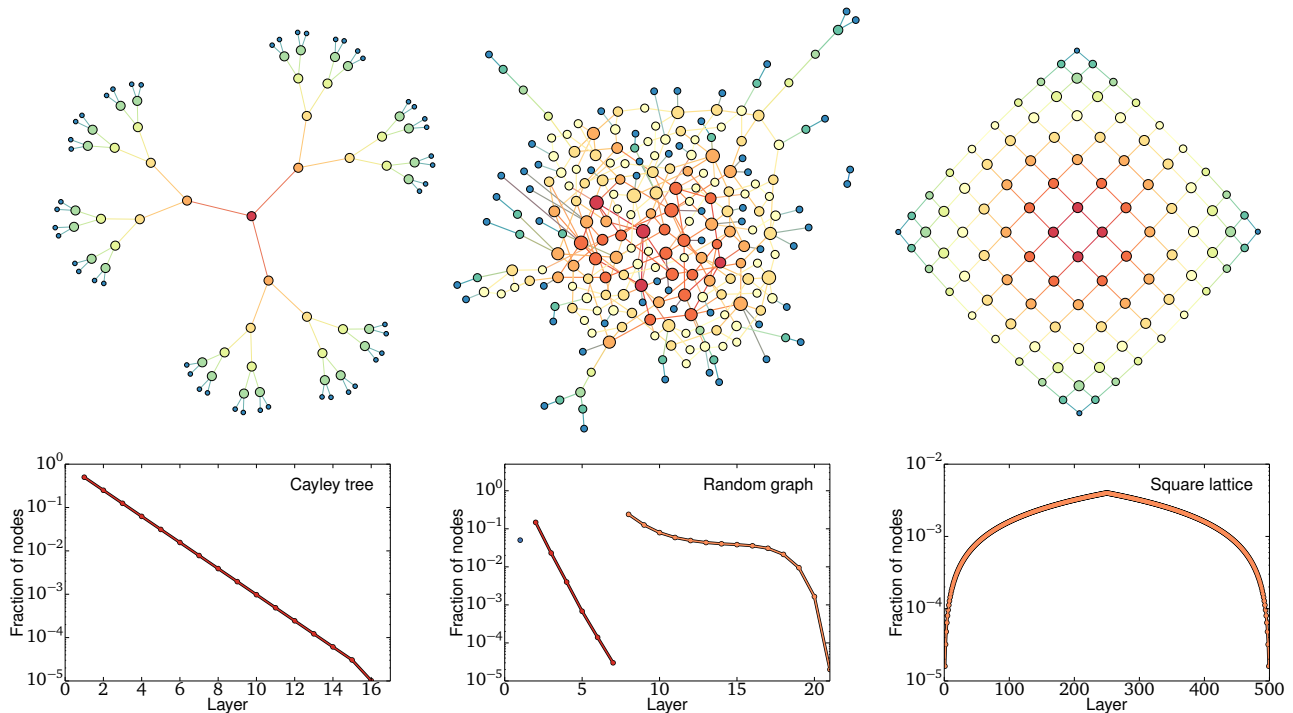 10^0
10^-1
10^-2
10^-3
10^-4
10^-5
Fraction of nodes
Cayley tree
0 2 4 6 8 10 12 14 16
Layer
10^0
10^-1
10^-2
10^-3
10^-4
10^-5
Fraction of nodes
Random graph
0 5 10 15 20
Layer
10^-2
10^-3
10^-4
10^-5
Fraction of nodes
Square lattice
0 100 200 300 400 500
Layer